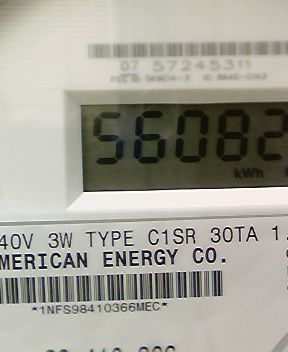 07 57245311
56082
kWh
40V 3W TYPE C1SR 30TA 1.
MERICAN ENERGY CO.
*1NFS98410366MEC*